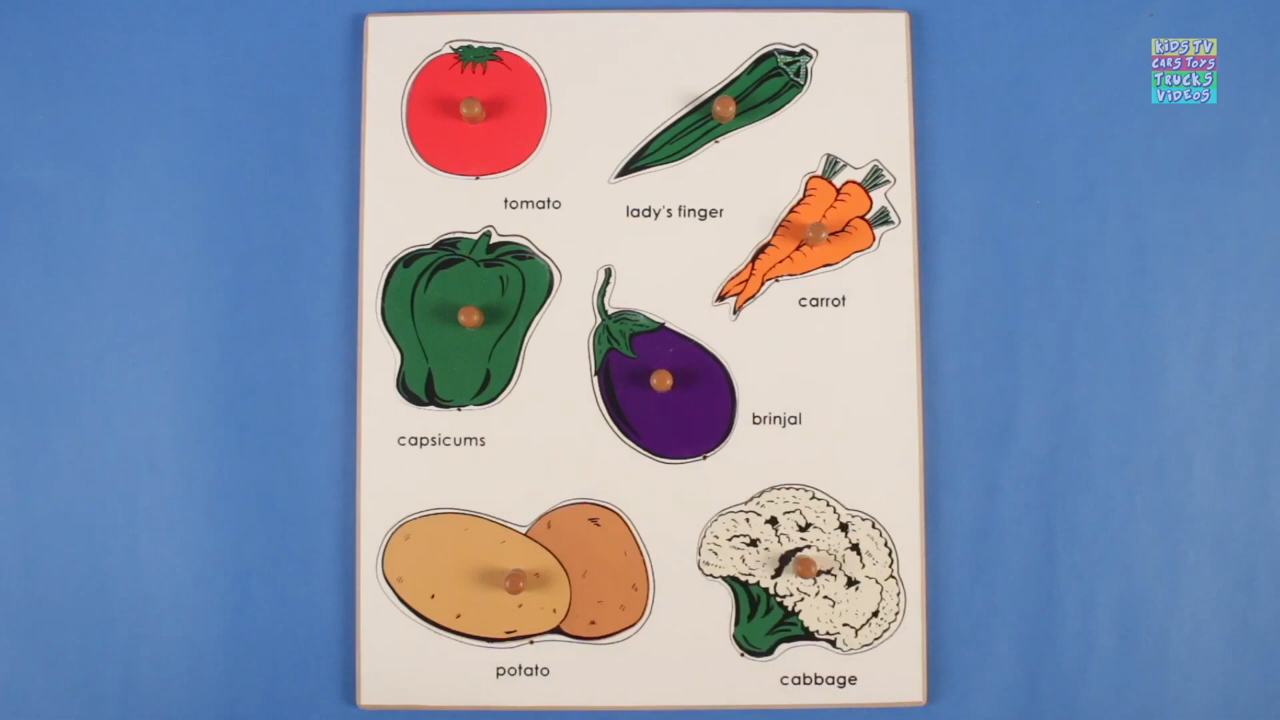 KiDS TV
CARS TOYS
TRUCKS
ViDEOS
tomato
lady's finger
carrot
capsicums
brinjal
potato
cabbage